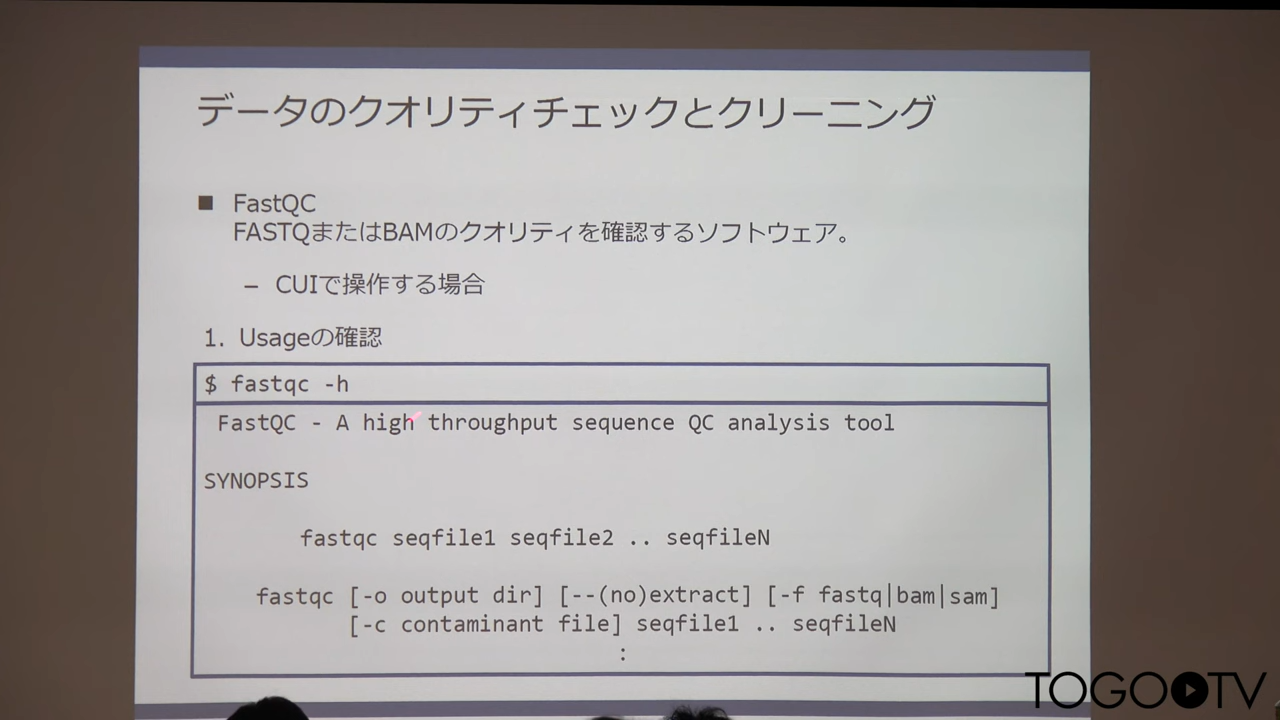 データのクオリティチェックとクリーニング
■ FastQC
FASTQまたはBAMのクオリティを確認するソフトウェア。
– CUIで操作する場合
1. Usageの確認
$ fastqc -h
FastQC - A high throughput sequence QC analysis tool
SYNOPSIS
fastqc seqfile1 seqfile2 .. seqfileN
fastqc [-o output dir] [--(no)extract] [-f fastq|bam|sam]
[-c contaminant file] seqfile1 .. seqfileN
:
TOGOTV